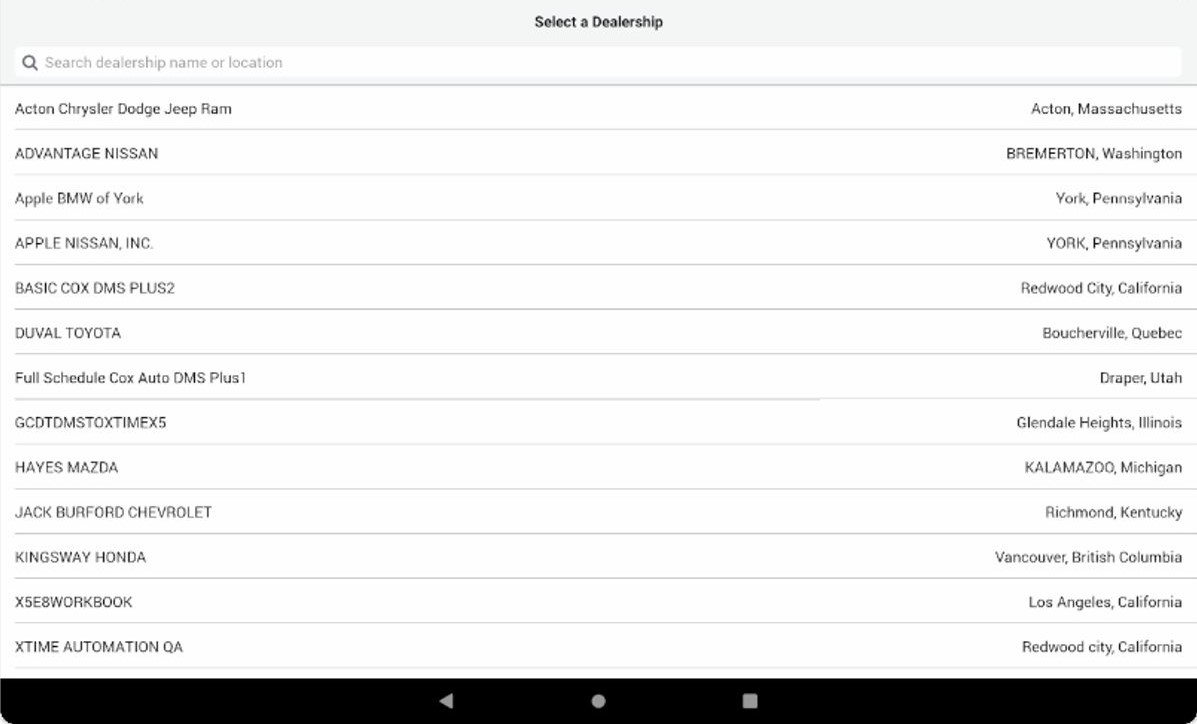 Select a Dealership
Search dealership name or location
Acton Chrysler Dodge Jeep Ram Acton, Massachusetts
ADVANTAGE NISSAN BREMERTON, Washington
Apple BMW of York York, Pennsylvania
APPLE NISSAN, INC. YORK, Pennsylvania
BASIC COX DMS PLUS2 Redwood City, California
DUVAL TOYOTA Boucherville, Quebec
Full Schedule Cox Auto DMS Plus1 Draper, Utah
GCDTDMSTOXTIMEX5 Glendale Heights, Illinois
HAYES MAZDA KALAMAZOO, Michigan
JACK BURFORD CHEVROLET Richmond, Kentucky
KINGSWAY HONDA Vancouver, British Columbia
X5E8WORKBOOK Los Angeles, California
XTIME AUTOMATION QA Redwood city, California